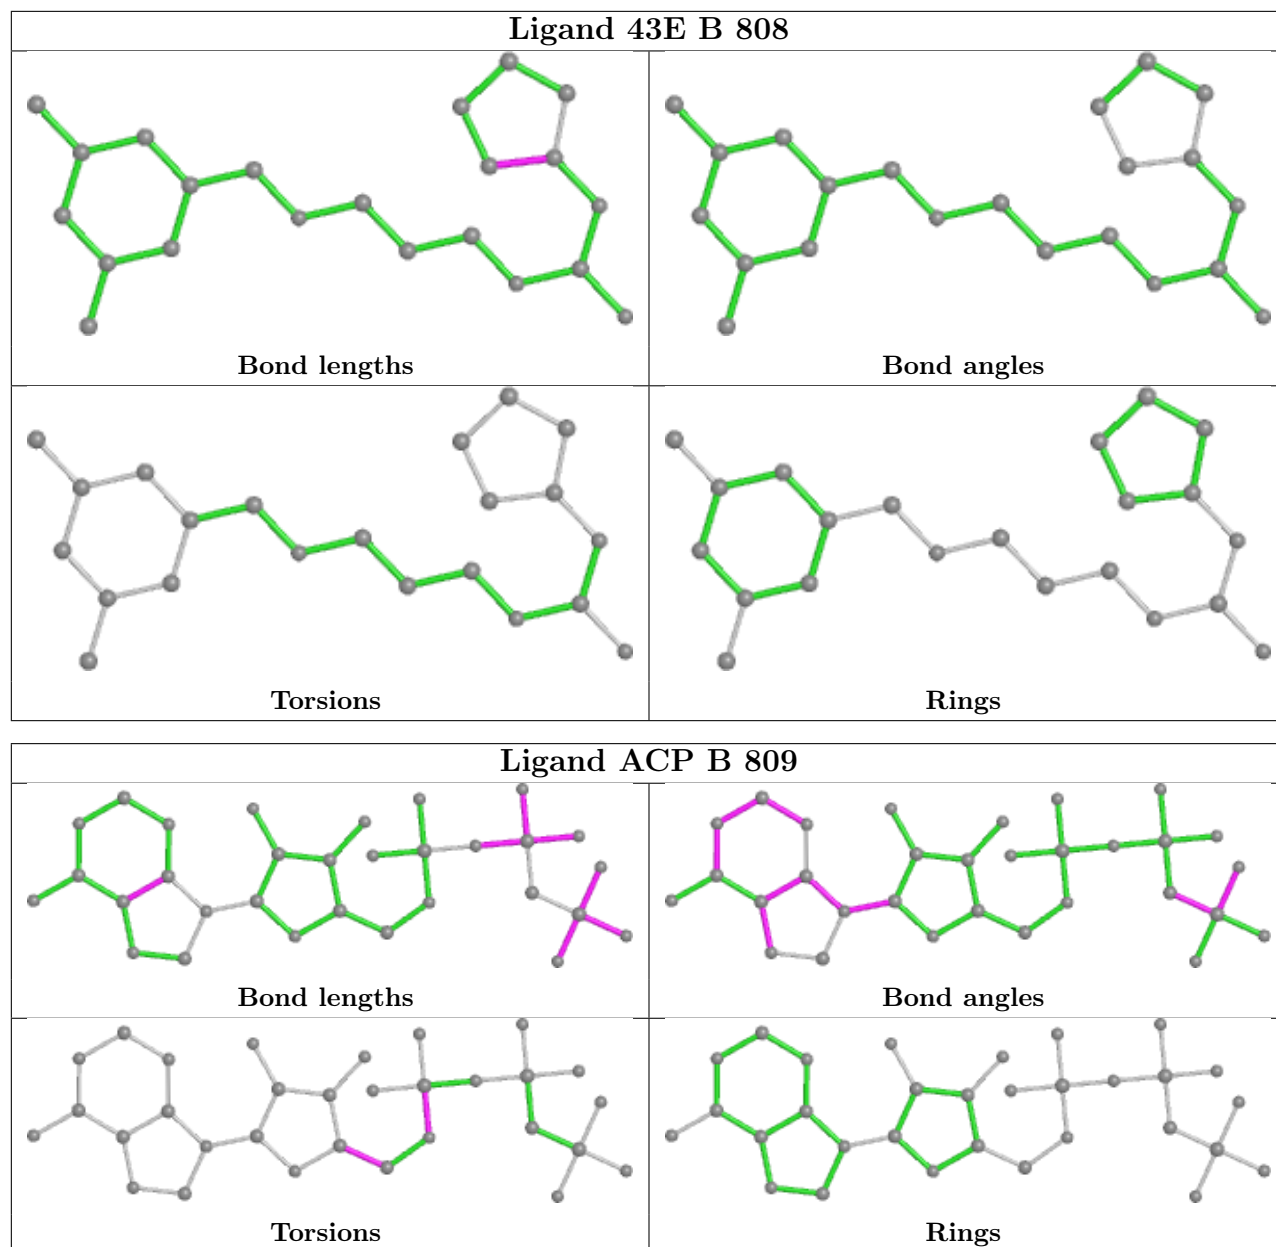 Ligand 43E B 808
Bond lengths
Bond angles
Torsions
Rings
Ligand ACP B 809
Bond lengths
Bond angles
Torsions
Rings